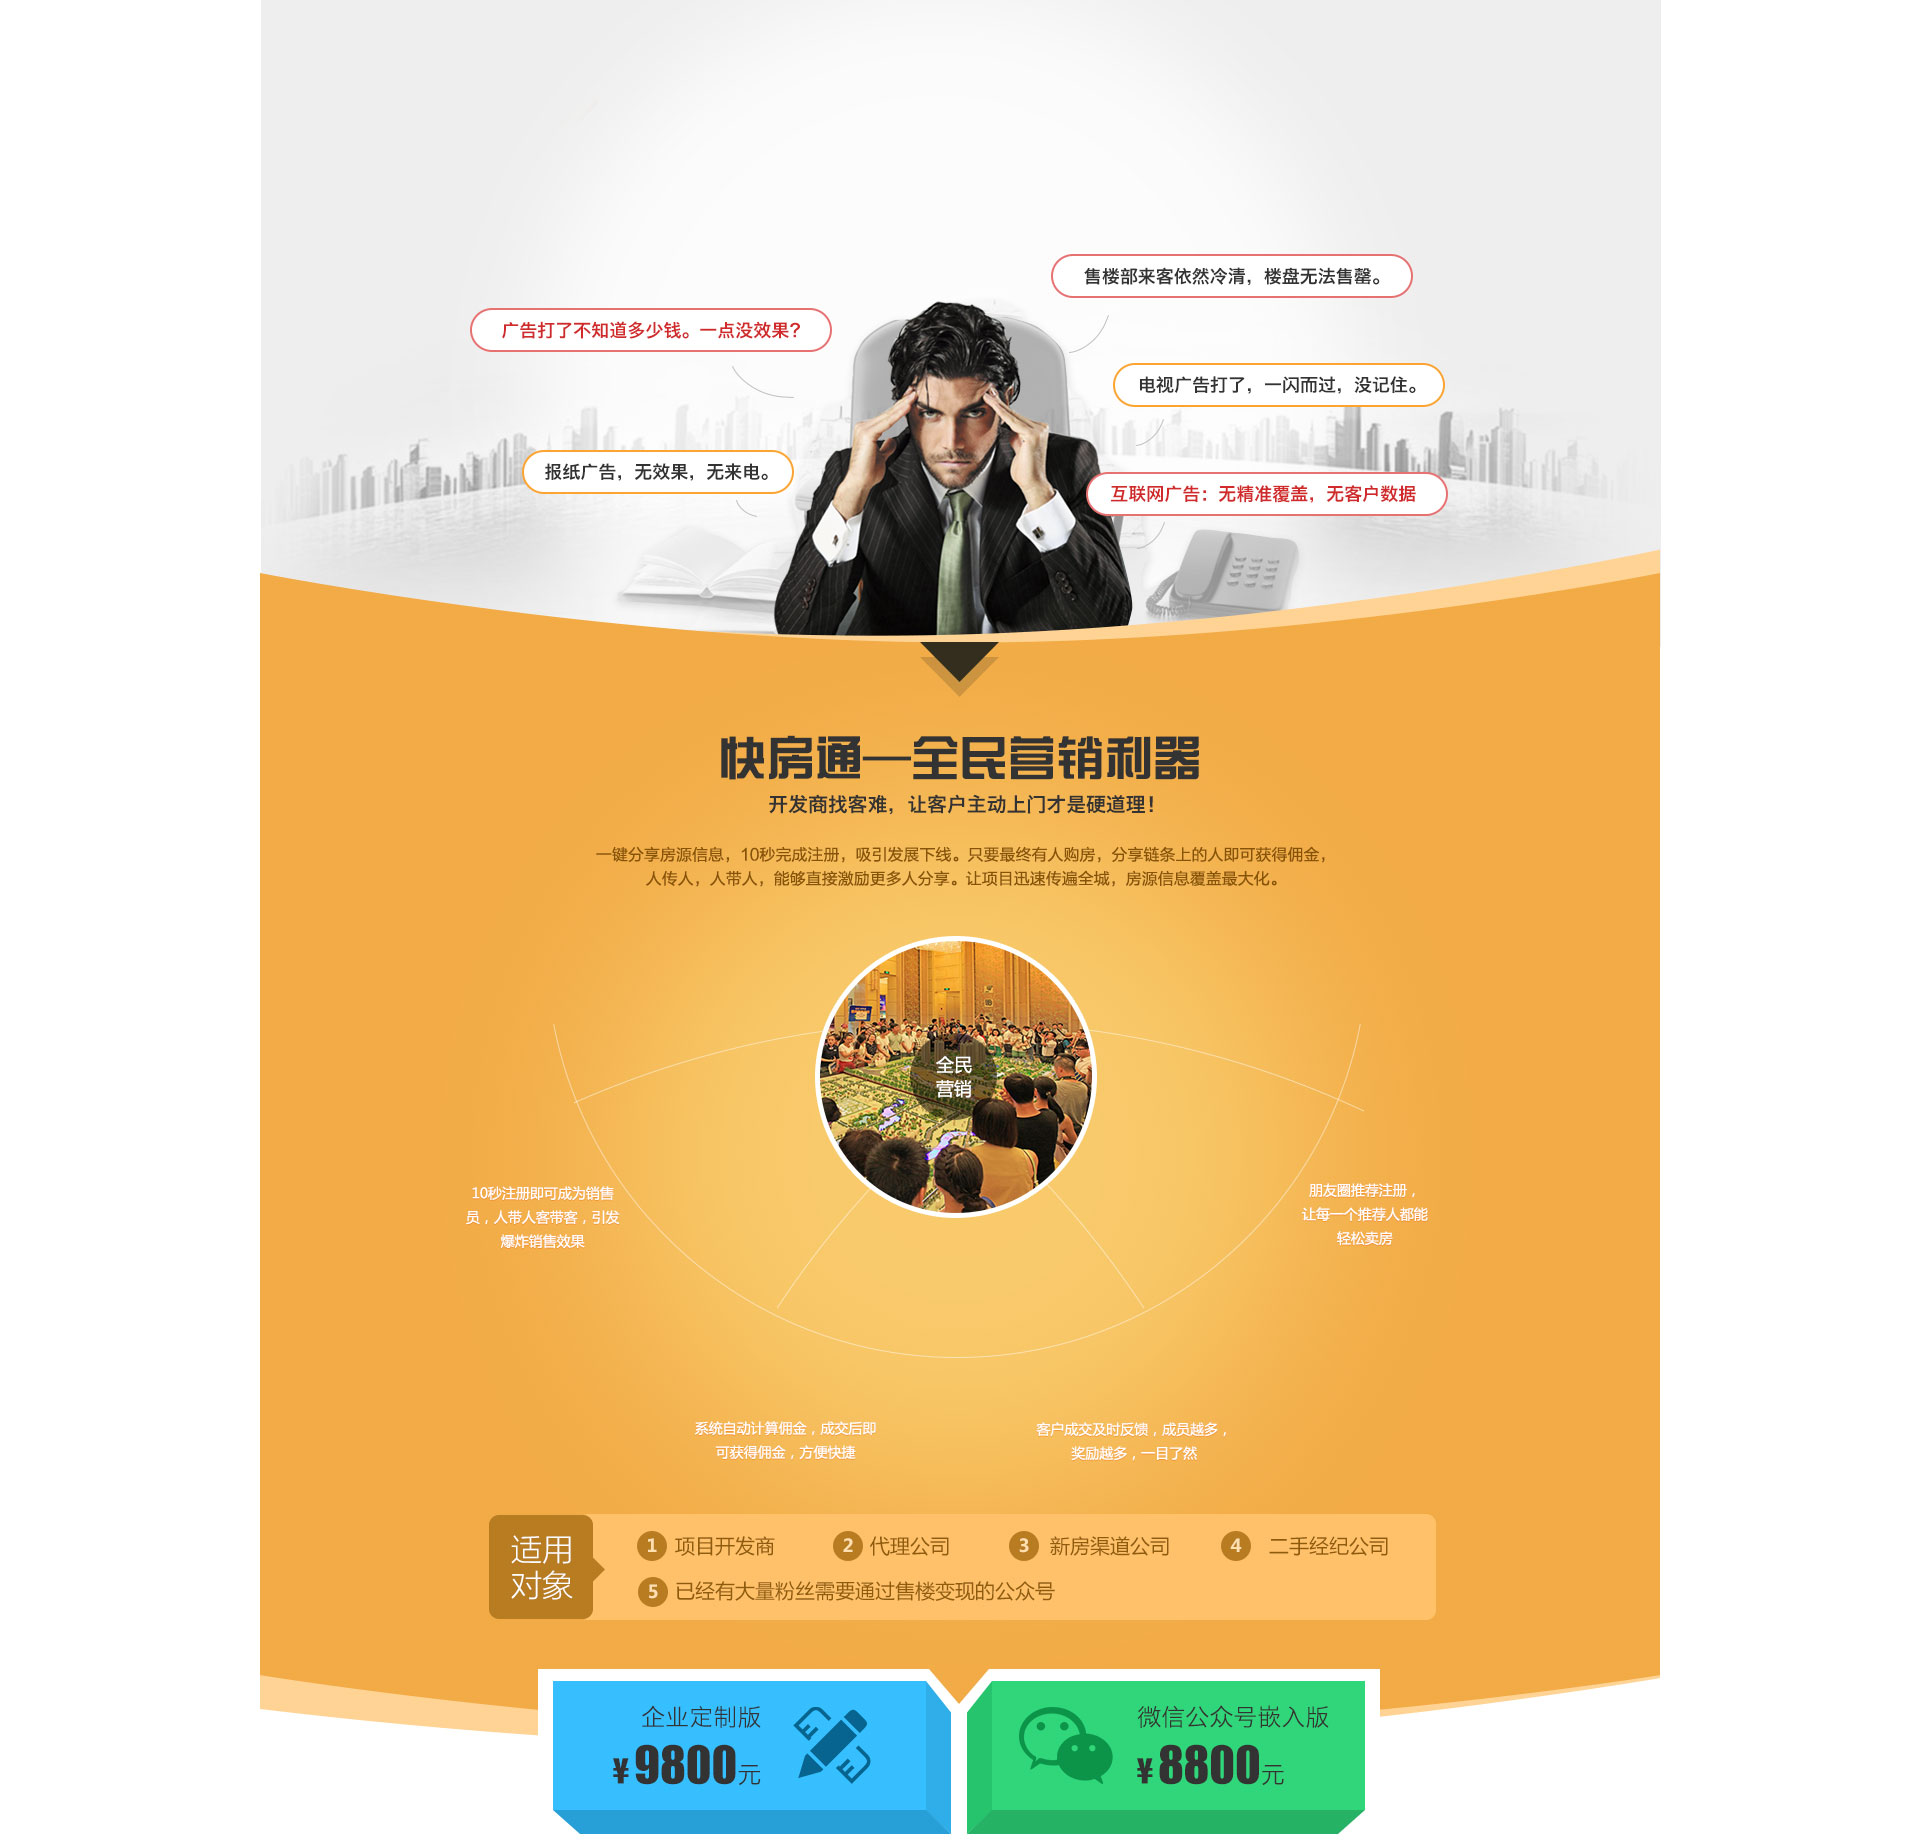 售楼部来客依然冷清，楼盘无法售罄。
广告打了不知道多少钱。一点没效果？
电视广告打了，一闪而过，没记住。
报纸广告，无效果，无来电。
互联网广告：无精准覆盖，无客户数据
快房通—全民营销利器
开发商找客难，让客户主动上门才是硬道理！
一键分享房源信息，10秒完成注册，吸引发展下线。只要最终有人购房，分享链条上的人即可获得佣金，
人传人，人带人，能够直接激励更多人分享。让项目迅速传遍全城，房源信息覆盖最大化。
全民
营销
10秒注册即可成为销售
员，人带人客带客，引发
爆炸销售效果
朋友圈推荐注册，
让每一个推荐人都能
轻松卖房
系统自动计算佣金，成交后即
可获得佣金，方便快捷
客户成交及时反馈，成员越多，
奖励越多，一目了然
适用
对象
1 项目开发商 2 代理公司 3 新房渠道公司 4 二手经纪公司
5 已经有大量粉丝需要通过售楼变现的公众号
企业定制版
¥9800元
微信公众号嵌入版
¥8800元